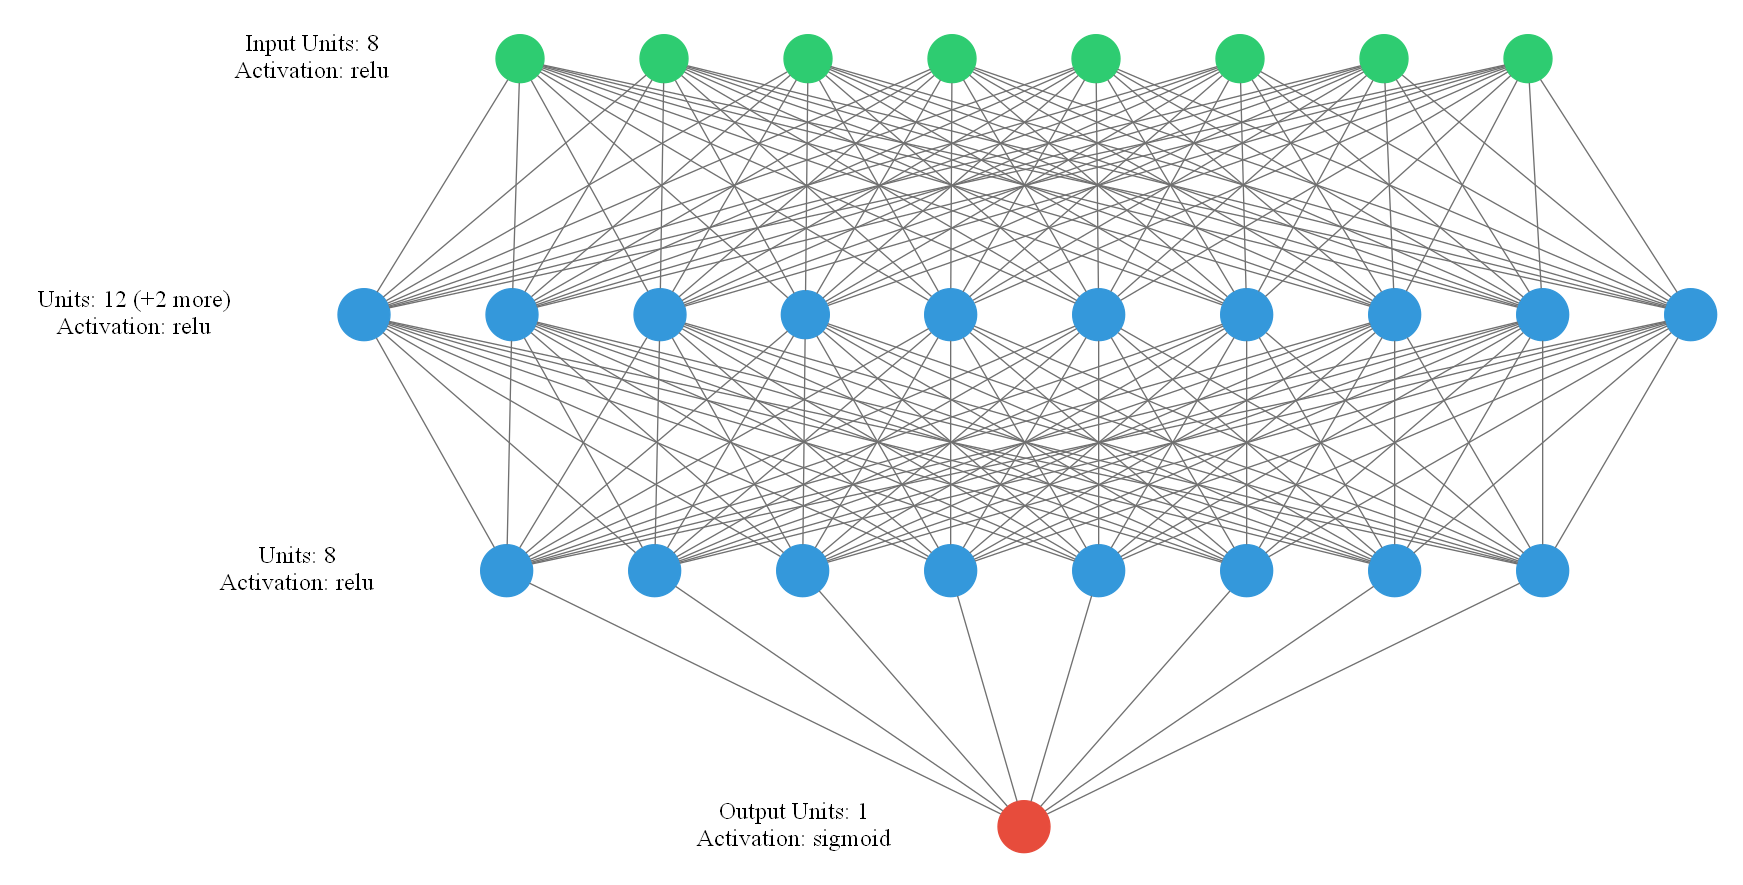 Input Units: 8
Activation: relu
Units: 12 (+2 more)
Activation: relu
Units: 8
Activation: relu
Output Units: 1
Activation: sigmoid